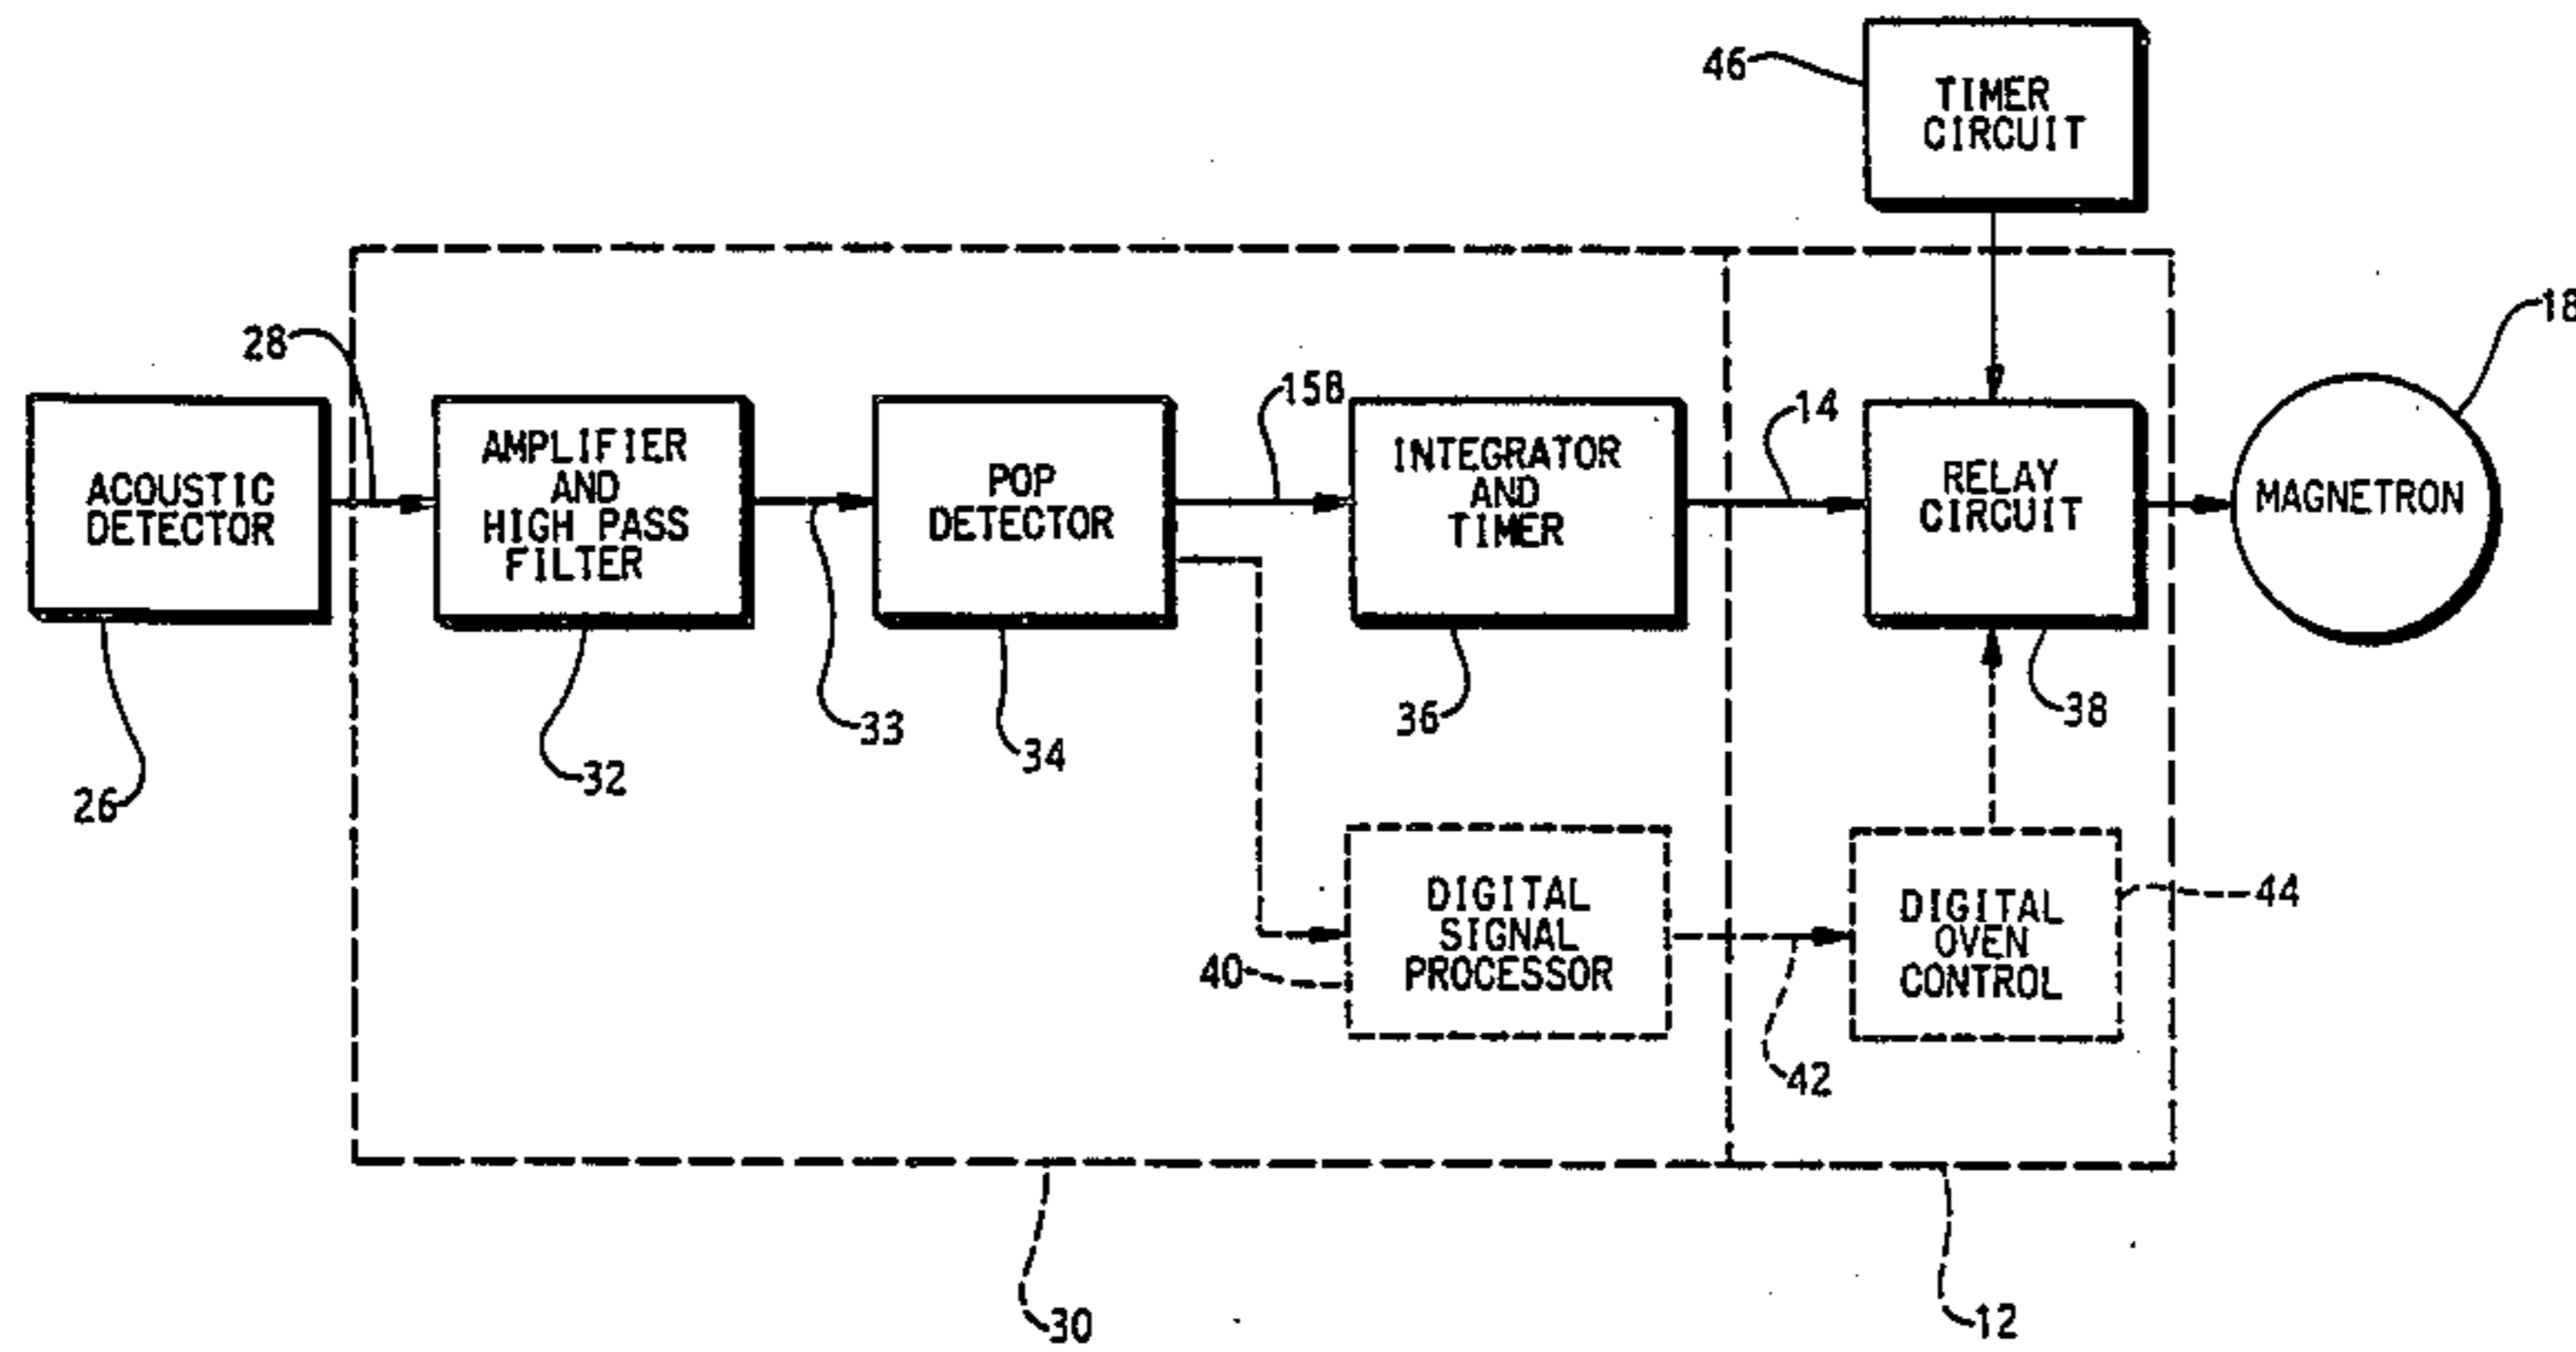 46
TIMER
CIRCUIT
18
28
158
14
ACOUSTIC
DETECTOR
AMPLIFIER
AND
HIGH PASS
FILTER
POP
DETECTOR
INTEGRATOR
AND
TIMER
RELAY
CIRCUIT
MAGNETRON
26
32
33
34
36
38
40
DIGITAL
SIGNAL
PROCESSOR
DIGITAL
OVEN
CONTROL
44
42
30
12